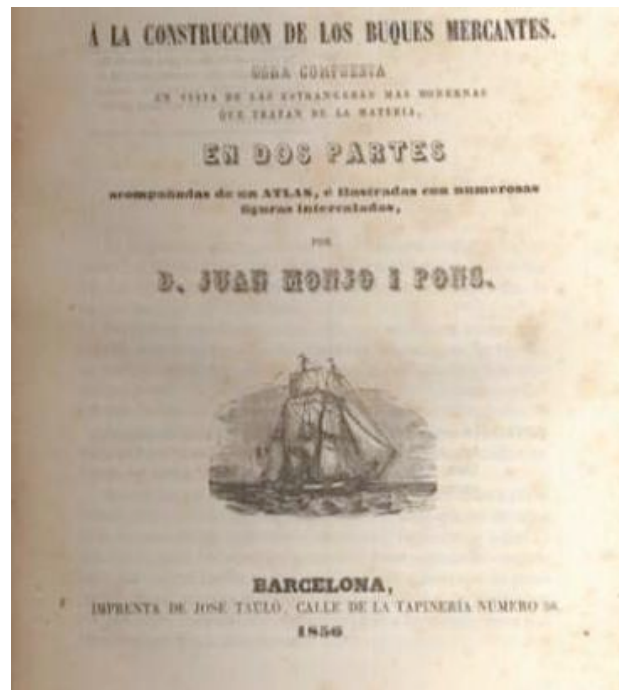 Á LA CONSTRUCCION DE LOS BUQUES MERCANTES.
OBRA COMPUESTA
EN VISTA DE LAS ESTRANGERAS MAS MODERNAS
QUE TRATAN DE LA MATERIA,
EN DOS PARTES
acompañadas de un ATLAS, é ilustradas con numerosas
figuras intercaladas,
POR
D. JUAN MONJO I PONS.
BARCELONA,
IMPRENTA DE JOSÉ TAULÓ, CALLE DE LA TAPINERÍA NÚMERO
1856